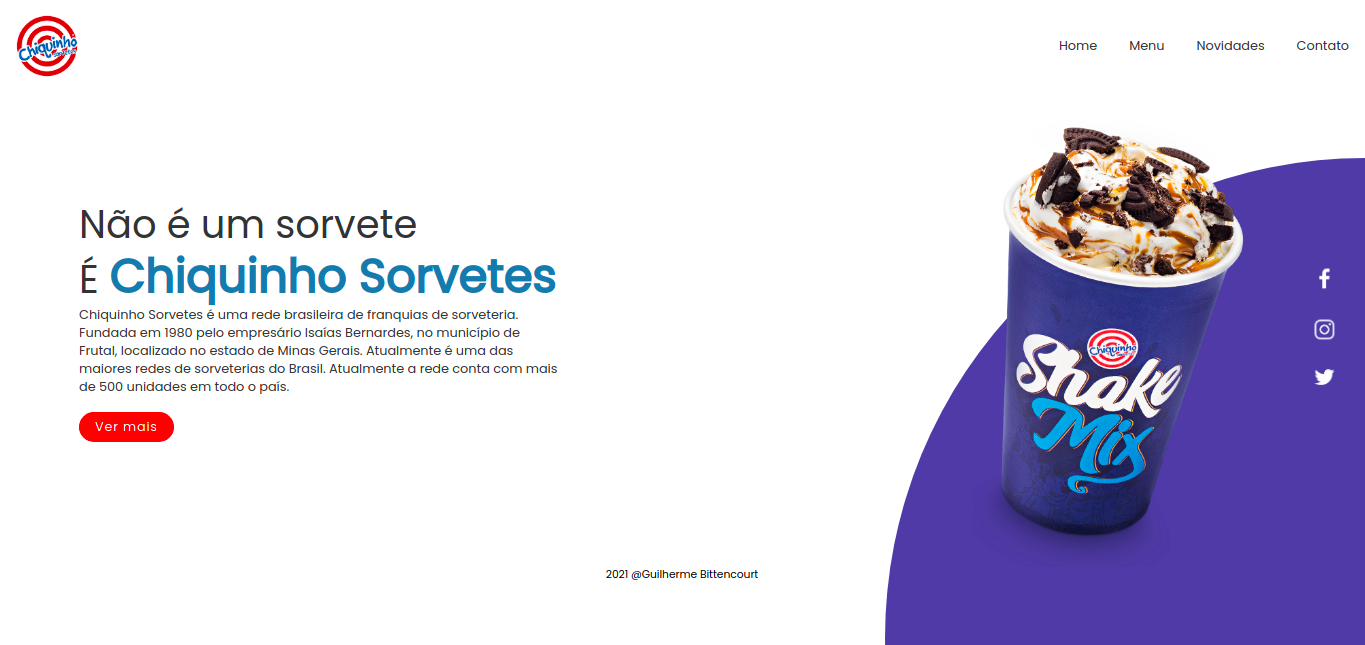 Chiquinho
Home Menu Novidades Contato
Não é um sorvete
É Chiquinho Sorvetes
Chiquinho Sorvetes é uma rede brasileira de franquias de sorveteria.
Fundada em 1980 pelo empresário Isaías Bernardes, no município de
Frutal, localizado no estado de Minas Gerais. Atualmente é uma das
maiores redes de sorveterias do Brasil. Atualmente a rede conta com mais
de 500 unidades em todo o país.
Ver mais
Chiquinho
Shake
Mix
2021 @Guilherme Bittencourt